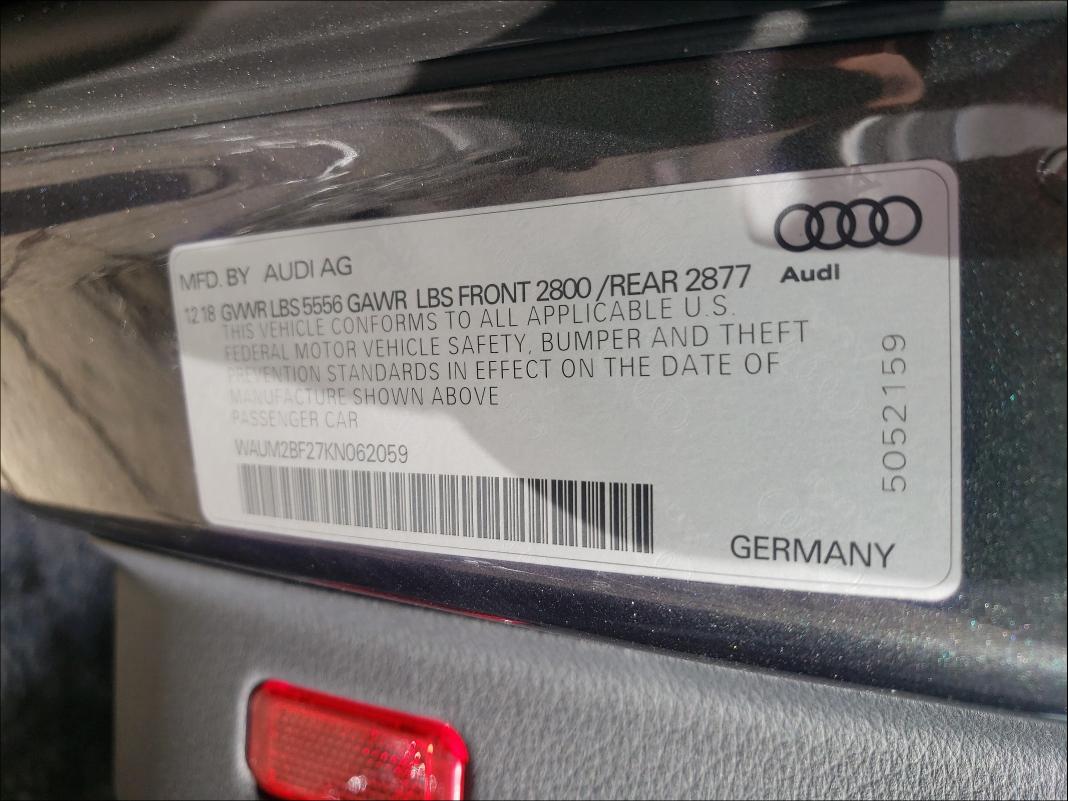 MFD. BY AUDI AG
12 18 GVWR LBS 5556 GAWR LBS FRONT 2800 /REAR 2877
THIS VEHICLE CONFORMS TO ALL APPLICABLE U.S.
FEDERAL MOTOR VEHICLE SAFETY, BUMPER AND THEFT
PREVENTION STANDARDS IN EFFECT ON THE DATE OF
MANUFACTURE SHOWN ABOVE
PASSENGER CAR
WAUM2BF27KN062059
Audi
5052159
GERMANY